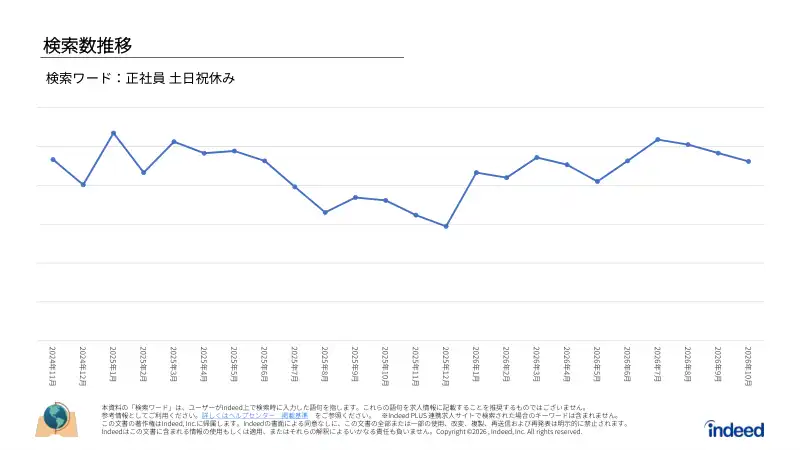 検索数推移
検索ワード：正社員 土日祝休み
2024年11月
2024年12月
2025年1月
2025年2月
2025年3月
2025年4月
2025年5月
2025年6月
2025年7月
2025年8月
2025年9月
2025年10月
2025年11月
2025年12月
2026年1月
2026年2月
2026年3月
2026年4月
2026年5月
2026年6月
2026年7月
2026年8月
2026年9月
2026年10月
本資料の「検索ワード」は、ユーザーがIndeed上で検索時に入力した語句を指します。これらの語句を求人情報に記載することを推奨するものではございません。
参考情報としてご利用ください。詳しくはヘルプセンター　掲載基準　をご参照ください。　※Indeed PLUS 連携求人サイトで検索された場合のキーワードは含まれません。
この文書の著作権はIndeed, Inc.に帰属します。Indeedの書面による同意なしに、この文書の全部または一部の使用、改変、複製、再送信および再発表は明示的に禁止されます。
Indeedはこの文書に含まれる情報の使用もしくは適用、またはそれらの解釈によるいかなる責任も負いません。Copyright ©2026 , Indeed, Inc. All rights reserved.
indeed